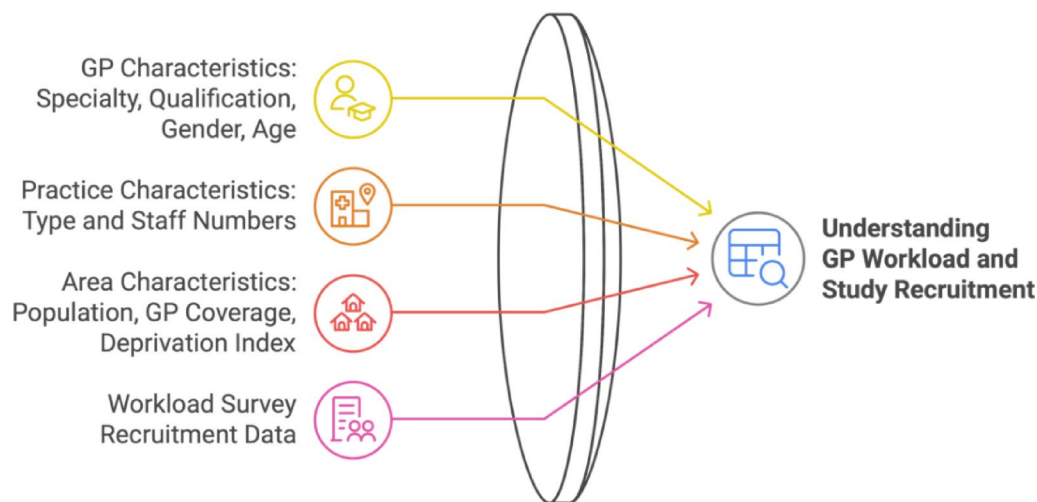 GP Characteristics:
Specialty, Qualification,
Gender, Age
Practice Characteristics:
Type and Staff Numbers
Area Characteristics:
Population, GP Coverage,
Deprivation Index
Workload Survey
Recruitment Data
Understanding
GP Workload and
Study Recruitment